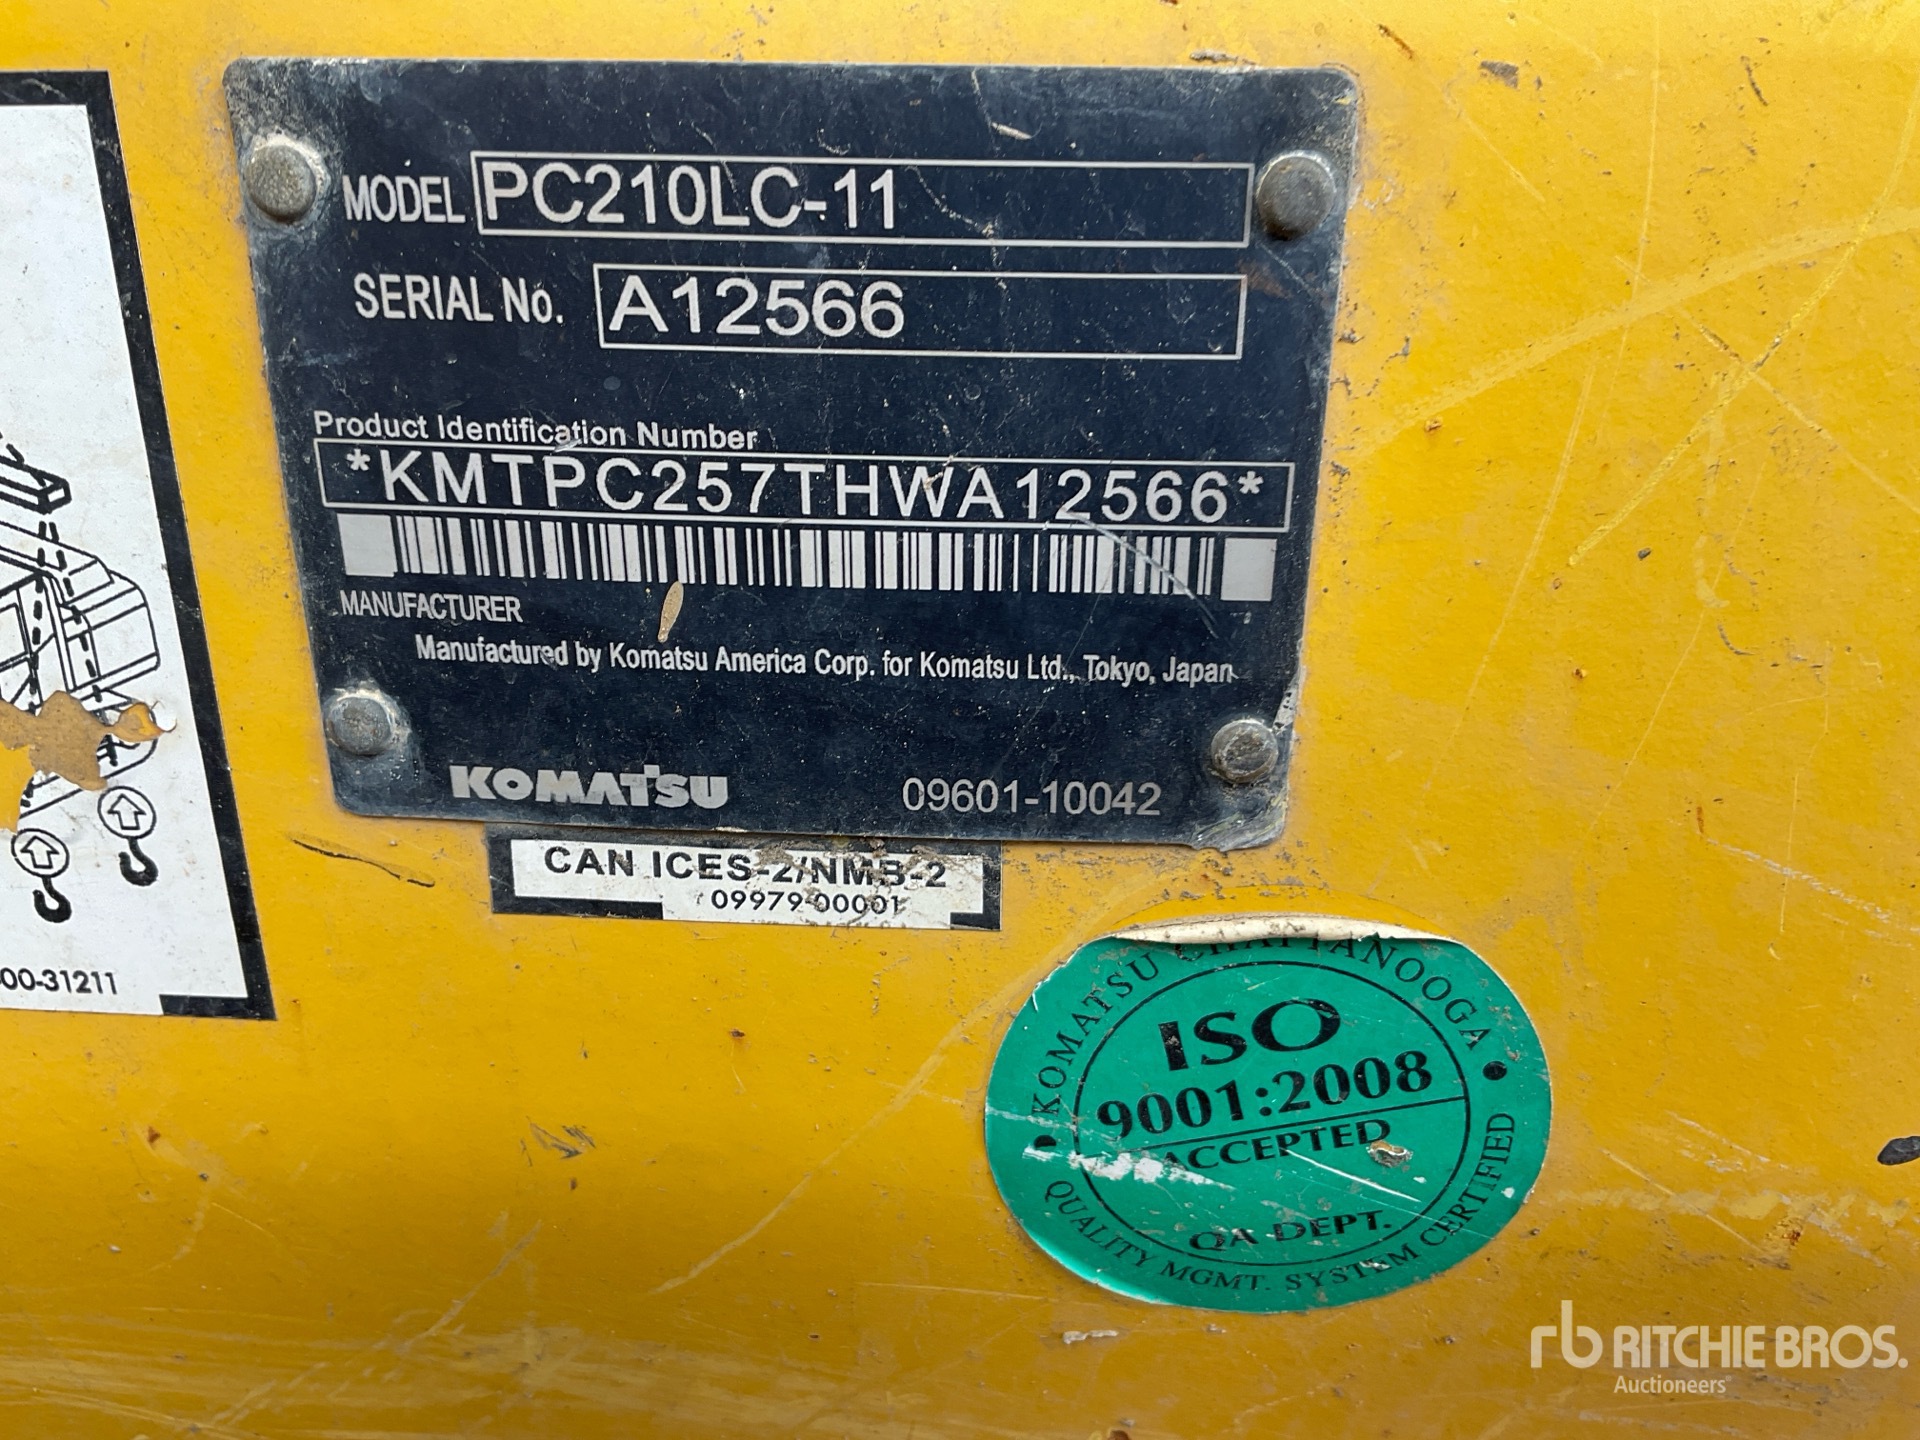 MODEL PC210LC-11
SERIAL No. A12566
Product Identification Number
*KMTPC257THWA12566*
MANUFACTURER
Manufactured by Komatsu America Corp. for Komatsu Ltd., Tokyo, Japan
KOMATSU 09601-10042
CAN ICES-2/NMB-2
09979-00001
00-31211
KOMATSU CHATTANOOGA
ISO
9001:2008
ACCEPTED
QA DEPT.
QUALITY MGMT. SYSTEM CERTIFIED
rb RITCHIE BROS.
Auctioneers